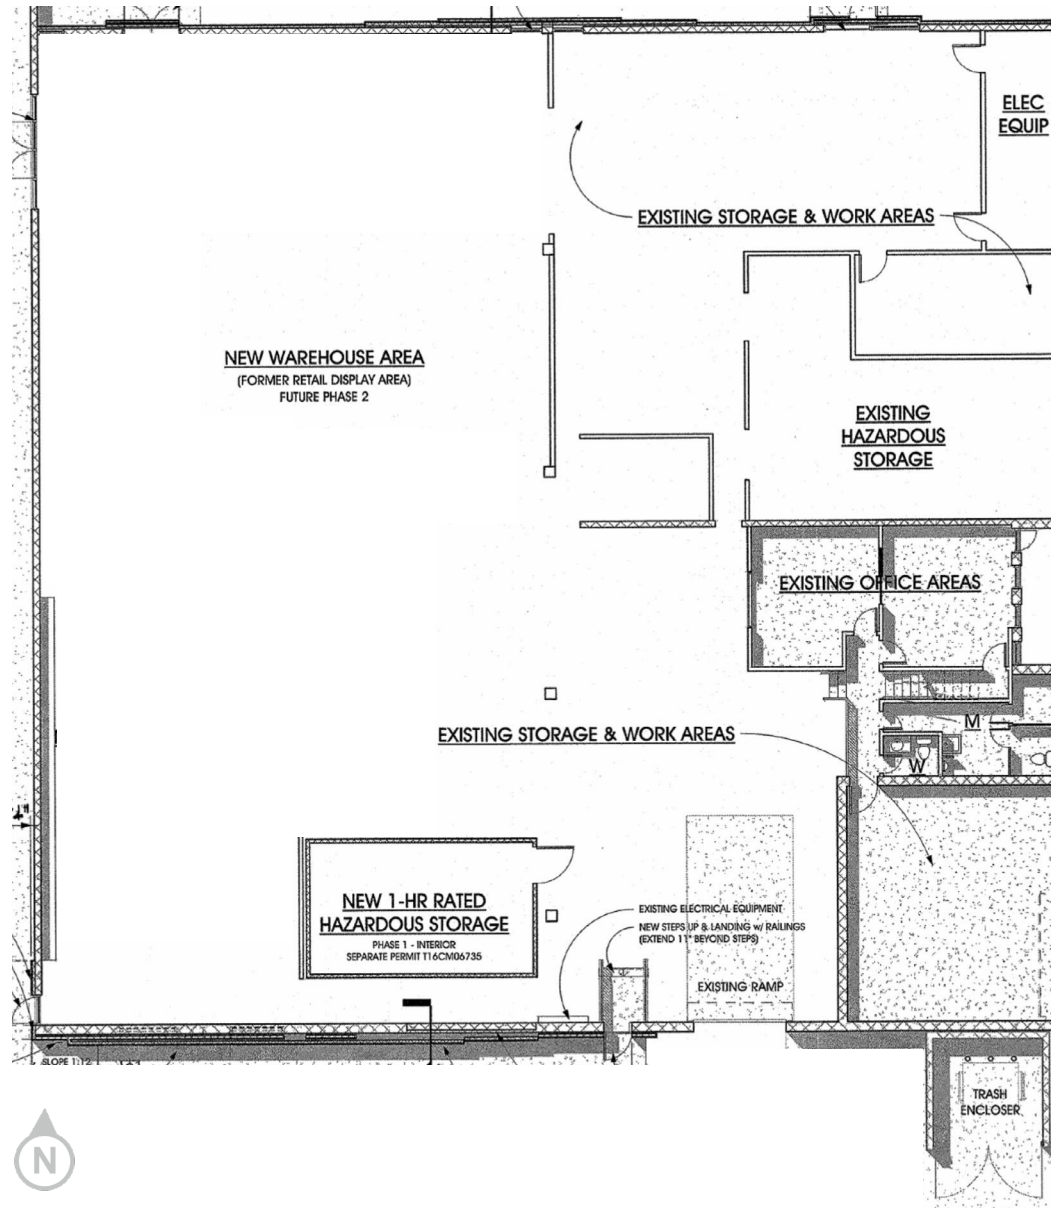 ELEC
EQUIP
EXISTING STORAGE & WORK AREAS
NEW WAREHOUSE AREA
(FORMER RETAIL DISPLAY AREA)
FUTURE PHASE 2
EXISTING
HAZARDOUS
STORAGE
EXISTING OFFICE AREAS
M
EXISTING STORAGE & WORK AREAS
W
4"
NEW 1-HR RATED
HAZARDOUS STORAGE
PHASE 1 - INTERIOR
SEPARATE PERMIT T16CM06735
EXISTING ELECTRICAL EQUIPMENT
NEW STEPS UP & LANDING w/ RAILINGS
(EXTEND 11" BEYOND STEPS)
EXISTING RAMP
SLOPE 1:12
TRASH
ENCLOSER
N